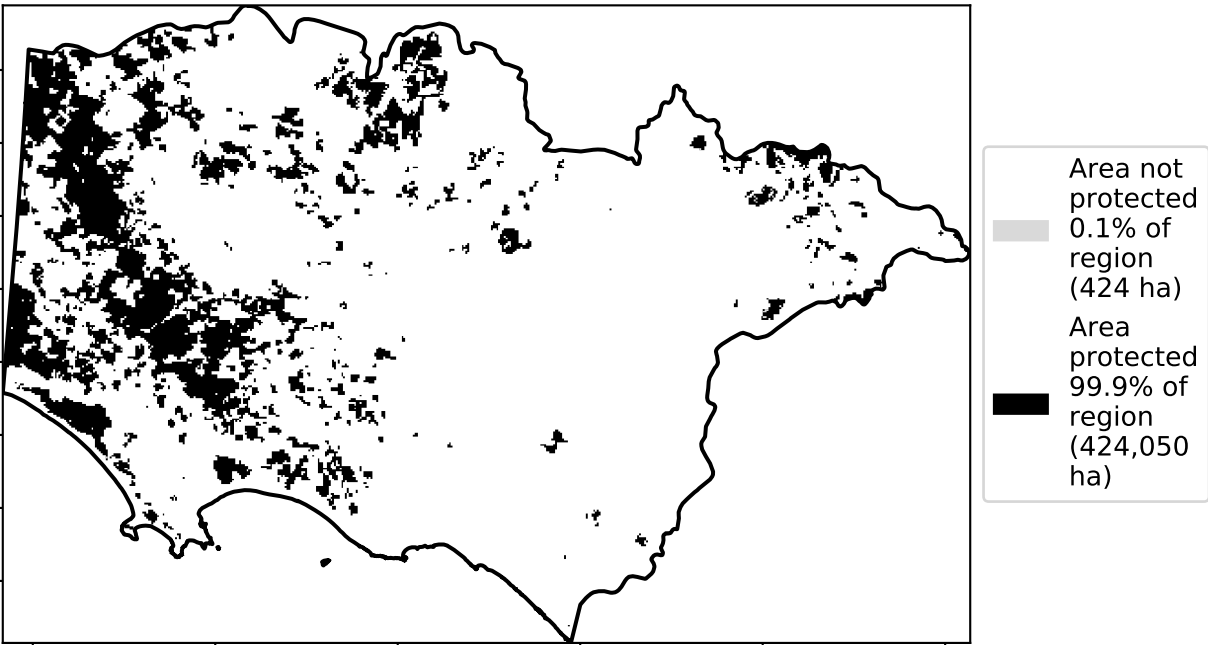 Area not
protected
0.1% of
region
(424 ha)
Area
protected
99.9% of
region
(424,050
ha)